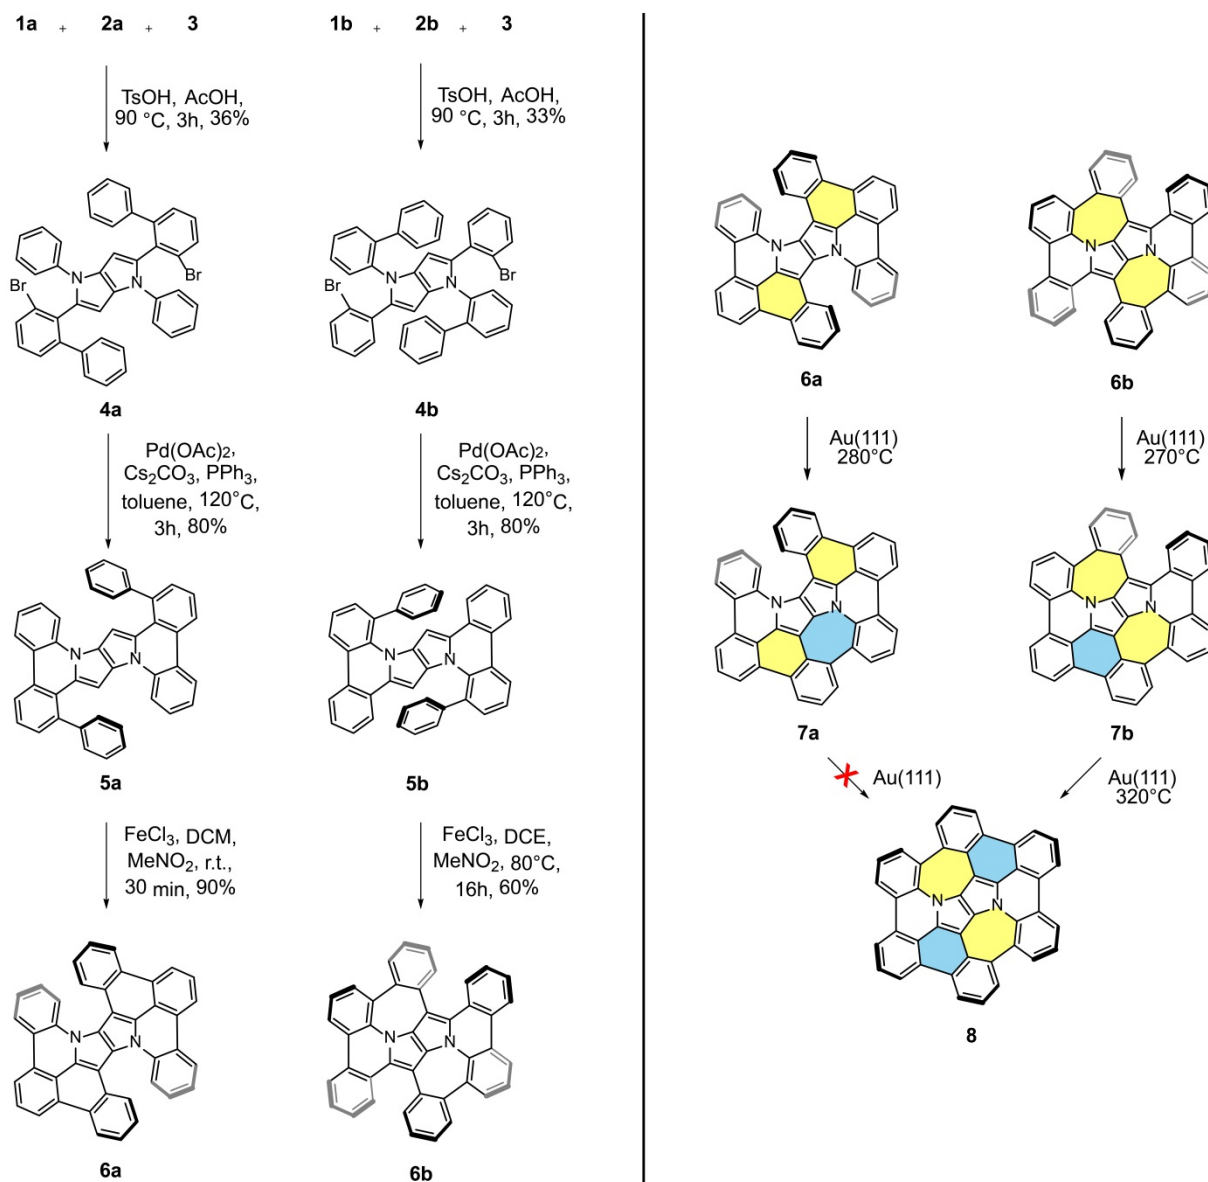 1a + 2a + 3
1b + 2b + 3
TsOH, AcOH,
90 °C, 3h, 36%
TsOH, AcOH,
90 °C, 3h, 33%
Br
N
N
Br
4a
Br
N
N
Br
4b
Pd(OAc)2,
Cs2CO3, PPh3,
toluene, 120°C,
3h, 80%
Pd(OAc)2,
Cs2CO3, PPh3,
toluene, 120°C,
3h, 80%
N
N
5a
N
N
5b
FeCl3, DCM,
MeNO2, r.t.,
30 min, 90%
FeCl3, DCE,
MeNO2, 80°C,
16h, 60%
N
N
6a
N
N
6b
N
N
6a
N
N
6b
Au(111)
280°C
Au(111)
270°C
N
N
7a
N
N
7b
Au(111)
Au(111)
320°C
N
N
8